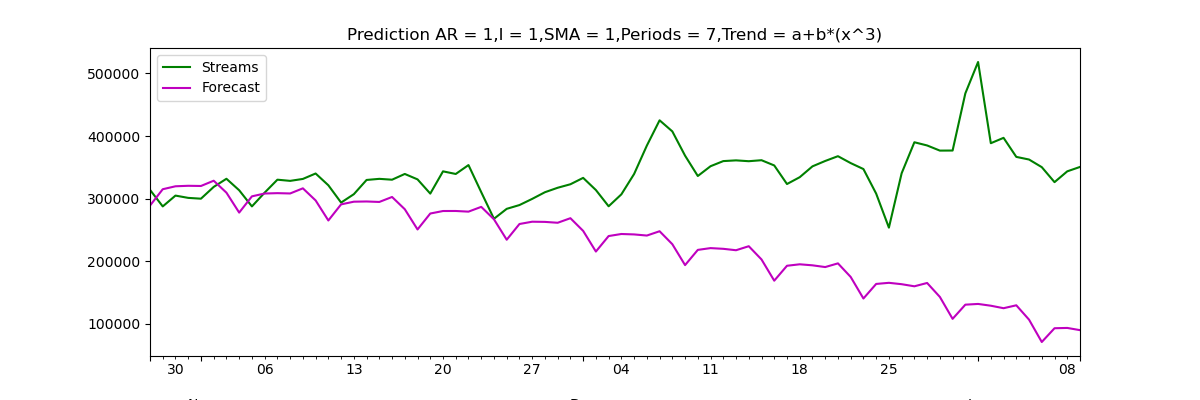 Prediction AR = 1,I = 1,SMA = 1,Periods = 7,Trend = a+b*(x^3)
Streams
Forecast
500000
400000
300000
200000
100000
30 06 13 20 27 04 11 18 25 08